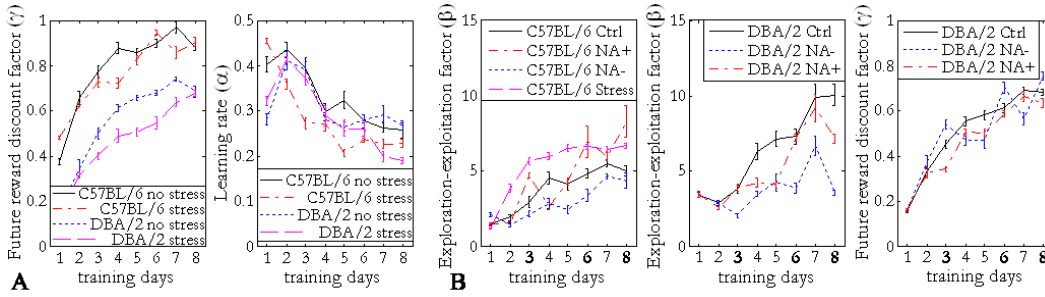 Future reward discount factor (γ)
1
0.8
0.6
0.4
0.2
0
C57BL/6 no stress
C57BL/6 stress
DBA/2 no stress
DBA/2 stress
1 2 3 4 5 6 7 8
training days
A
Learning rate (α)
0.5
0.4
0.3
0.2
0.1
0
C57BL/6 no stress
C57BL/6 stress
DBA/2 no stress
DBA/2 stress
1 2 3 4 5 6 7 8
training days
B
Exploration-exploitation factor (β)
15
10
5
0
C57BL/6 Ctrl
C57BL/6 NA+
C57BL/6 NA-
C57BL/6 Stress
1 2 3 4 5 6 7 8
training days
Exploration-exploitation factor (β)
15
10
5
0
DBA/2 Ctrl
DBA/2 NA-
DBA/2 NA+
1 2 3 4 5 6 7 8
training days
Future reward discount factor (γ)
1
0.8
0.6
0.4
0.2
0
DBA/2 Ctrl
DBA/2 NA-
DBA/2 NA+
1 2 3 4 5 6 7 8
training days